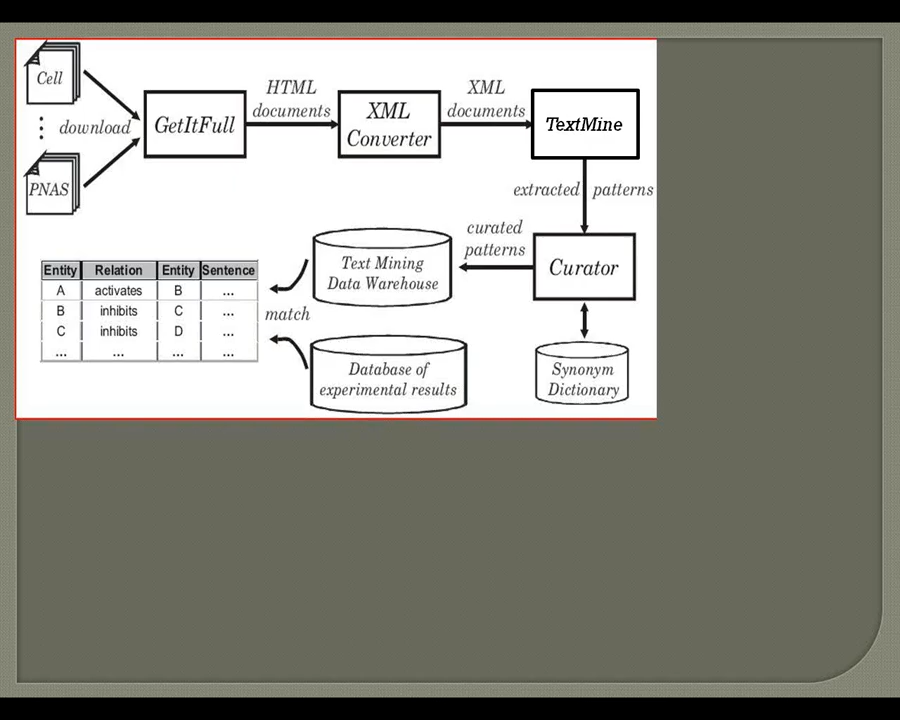 Cell
download
PNAS
GetItFull
HTML
documents
XML
Converter
XML
documents
TextMine
extracted patterns
Curator
curated
patterns
Synonym
Dictionary
Text Mining
Data Warehouse
match
Database of
experimental results
Entity Relation Entity Sentence
A activates B ...
B inhibits C ...
C inhibits D ...
... ... ... ...